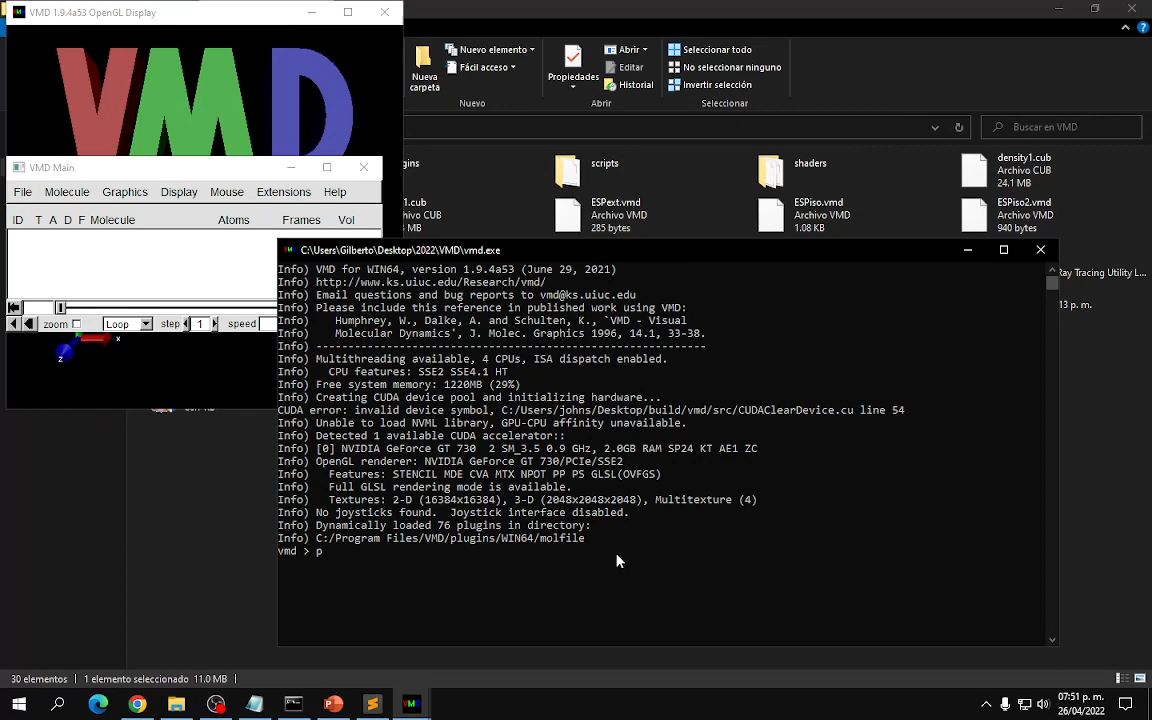 VMD 1.9.4a53 OpenGL Display
VMD
Nueva carpeta
Nuevo elemento
Fácil acceso
Nuevo
Propiedades
Abrir
Editar
Historial
Abrir
Seleccionar todo
No seleccionar ninguno
Invertir selección
Seleccionar
Buscar en VMD
VMD Main
File Molecule Graphics Display Mouse Extensions Help
ID T A D F Molecule Atoms Frames Vol
zoom Loop step 1 speed
x
z
scripts
shaders
density1.cub
Archivo CUB
24.1 MB
ESPext.vmd
Archivo VMD
285 bytes
ESPiso.vmd
Archivo VMD
1.08 KB
ESPiso2.vmd
Archivo VMD
940 bytes
1.cub
CUB
MB
Ray Tracing Utility L...
13 p. m.
C:\Users\Gilberto\Desktop\2022\VMD\vmd.exe
Info) VMD for WIN64, version 1.9.4a53 (June 29, 2021)
Info) http://www.ks.uiuc.edu/Research/vmd/
Info) Email questions and bug reports to vmd@ks.uiuc.edu
Info) Please include this reference in published work using VMD:
Info)    Humphrey, W., Dalke, A. and Schulten, K., `VMD - Visual
Info)    Molecular Dynamics', J. Molec. Graphics 1996, 14.1, 33-38.
Info) -------------------------------------------------------------
Info) Multithreading available, 4 CPUs, ISA dispatch enabled.
Info)   CPU features: SSE2 SSE4.1 HT
Info) Free system memory: 1220MB (29%)
Info) Creating CUDA device pool and initializing hardware...
CUDA error: invalid device symbol, C:/Users/johns/Desktop/build/vmd/src/CUDAClearDevice.cu line 54
Info) Unable to load NVML library, GPU-CPU affinity unavailable.
Info) Detected 1 available CUDA accelerator::
Info) [0] NVIDIA GeForce GT 730  2 SM_3.5 0.9 GHz, 2.0GB RAM SP24 KT AE1 ZC
Info) OpenGL renderer: NVIDIA GeForce GT 730/PCIe/SSE2
Info)   Features: STENCIL MDE CVA MTX NPOT PP PS GLSL(OVFGS)
Info)   Full GLSL rendering mode is available.
Info)   Textures: 2-D (16384x16384), 3-D (2048x2048x2048), Multitexture (4)
Info) No joysticks found.  Joystick interface disabled.
Info) Dynamically loaded 76 plugins in directory:
Info) C:/Program Files/VMD/plugins/WIN64/molfile
vmd > p
30 elementos 1 elemento seleccionado 11.0 MB
07:51 p. m.
26/04/2022